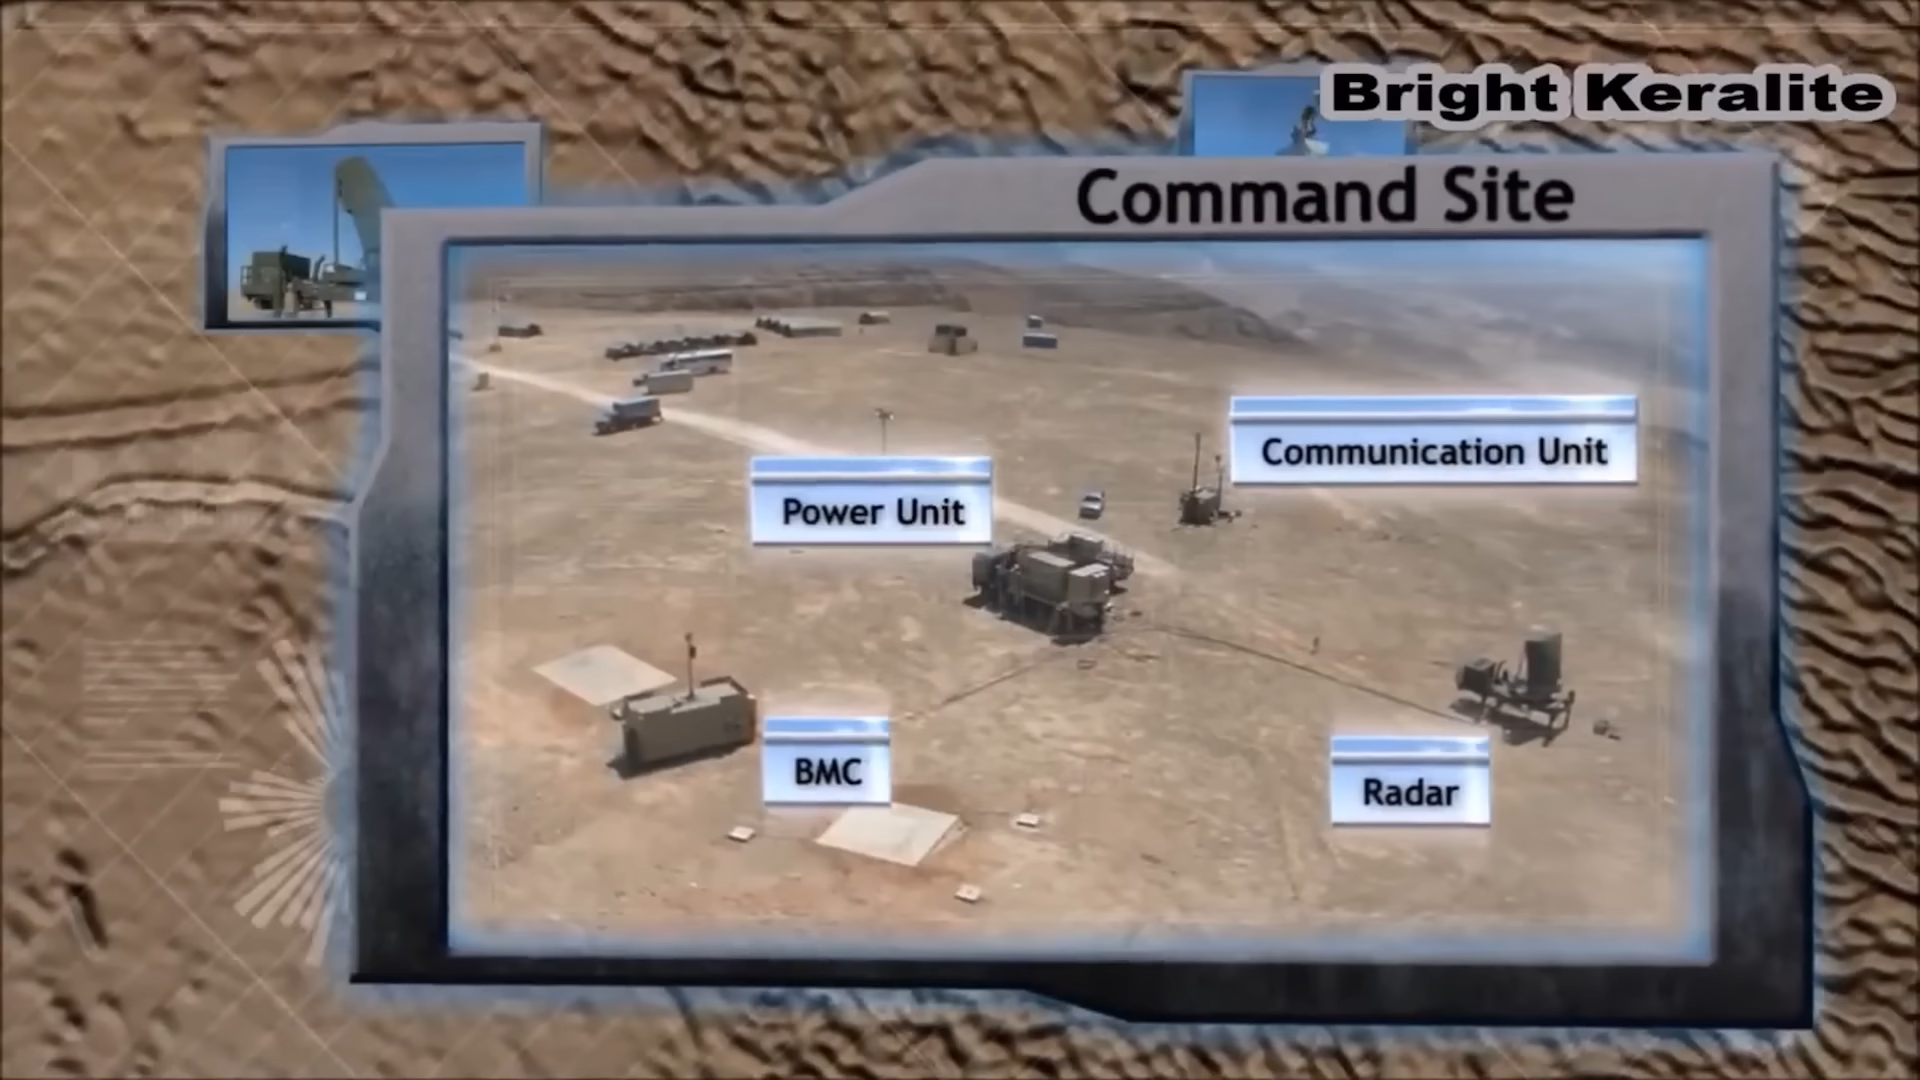 Bright Keralite
Command Site
Communication Unit
Power Unit
BMC
Radar